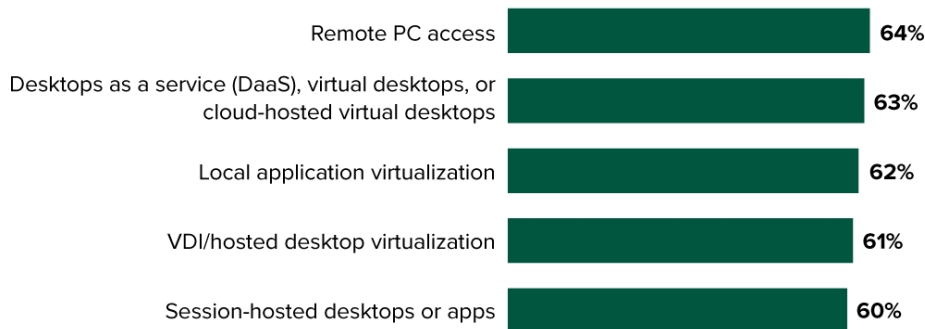 Remote PC access
64%
Desktops as a service (DaaS), virtual desktops, or
cloud-hosted virtual desktops
63%
Local application virtualization
62%
VDI/hosted desktop virtualization
61%
Session-hosted desktops or apps
60%